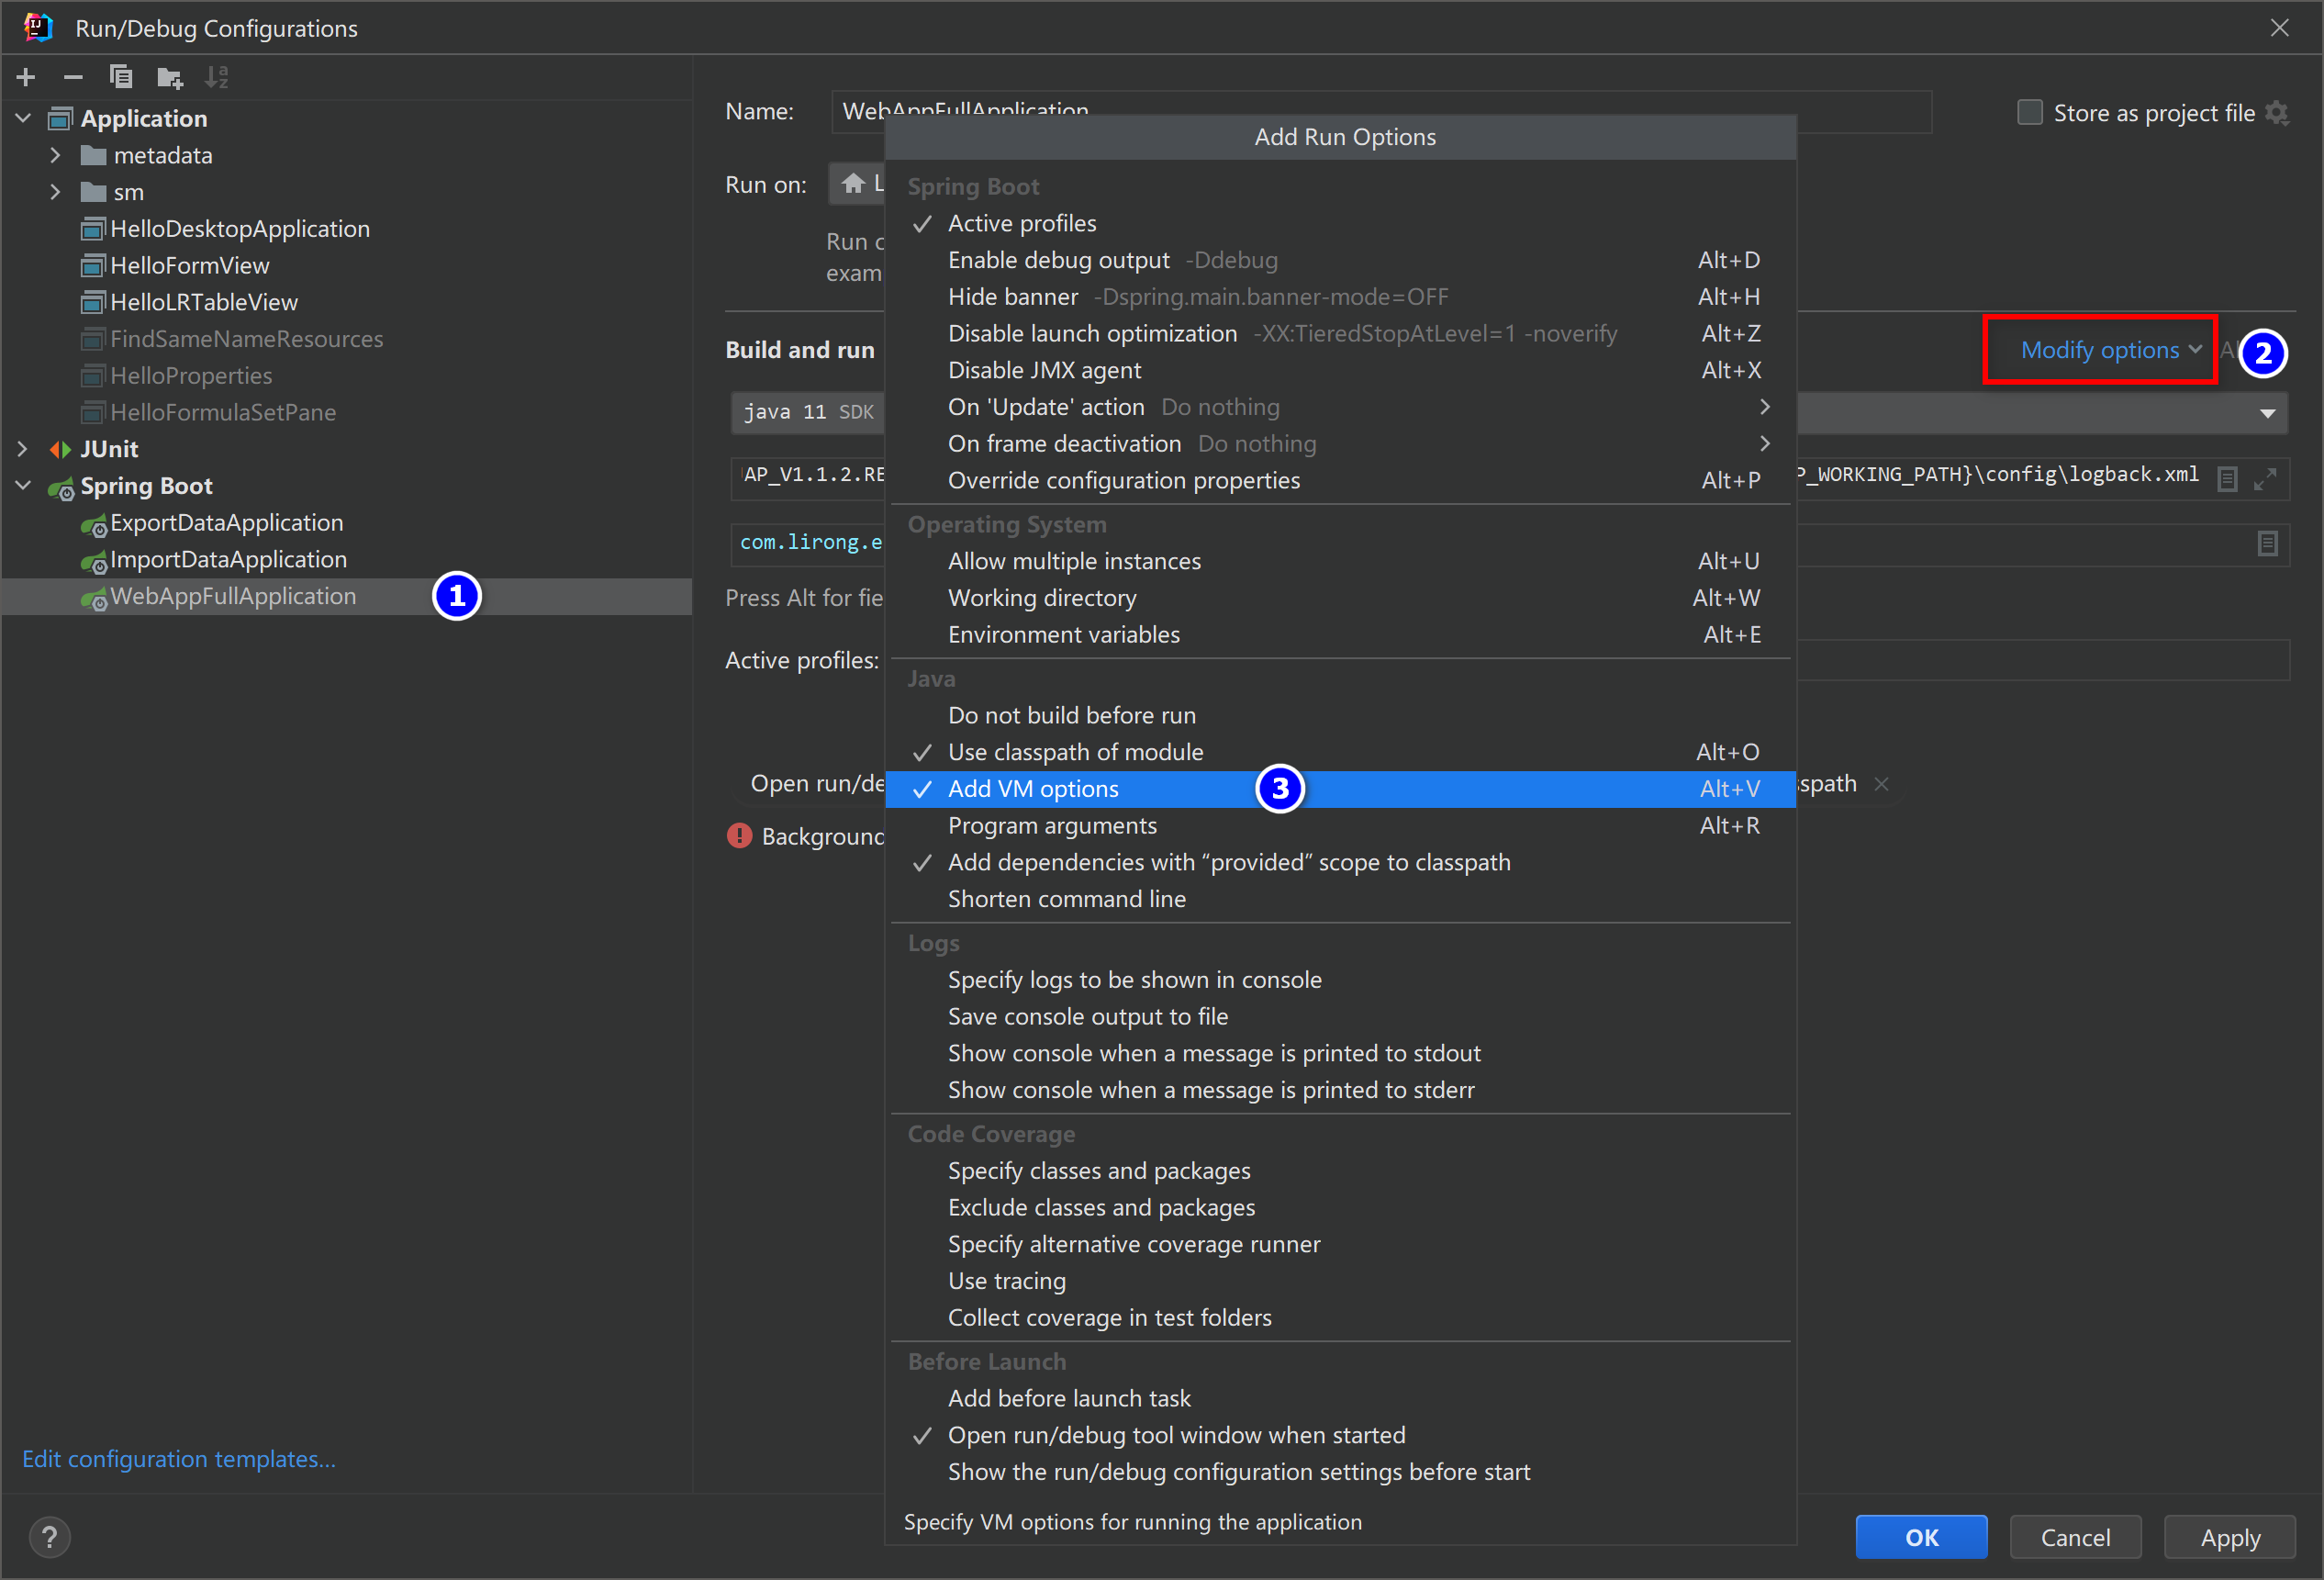 Run/Debug Configurations
Application
metadata
sm
HelloDesktopApplication
HelloFormView
HelloLRTableView
FindSameNameResources
HelloProperties
HelloFormulaSetPane
JUnit
Spring Boot
ExportDataApplication
ImportDataApplication
WebAppFullApplication 1
Edit configuration templates...
Name: WebAppFullApplication
Store as project file
Run on: L
Run c
exam
Build and run
Modify options Al 2
java 11 SDK
AP_V1.1.2.RE
P_WORKING_PATH}\config\logback.xml
com.lirong.e
Press Alt for fie
Active profiles:
Open run/de
sspath
Background
Add Run Options
Spring Boot
Active profiles
Enable debug output -Ddebug Alt+D
Hide banner -Dspring.main.banner-mode=OFF Alt+H
Disable launch optimization -XX:TieredStopAtLevel=1 -noverify Alt+Z
Disable JMX agent Alt+X
On 'Update' action Do nothing
On frame deactivation Do nothing
Override configuration properties Alt+P
Operating System
Allow multiple instances Alt+U
Working directory Alt+W
Environment variables Alt+E
Java
Do not build before run
Use classpath of module Alt+O
Add VM options 3 Alt+V
Program arguments Alt+R
Add dependencies with “provided” scope to classpath
Shorten command line
Logs
Specify logs to be shown in console
Save console output to file
Show console when a message is printed to stdout
Show console when a message is printed to stderr
Code Coverage
Specify classes and packages
Exclude classes and packages
Specify alternative coverage runner
Use tracing
Collect coverage in test folders
Before Launch
Add before launch task
Open run/debug tool window when started
Show the run/debug configuration settings before start
Specify VM options for running the application
?
OK
Cancel
Apply